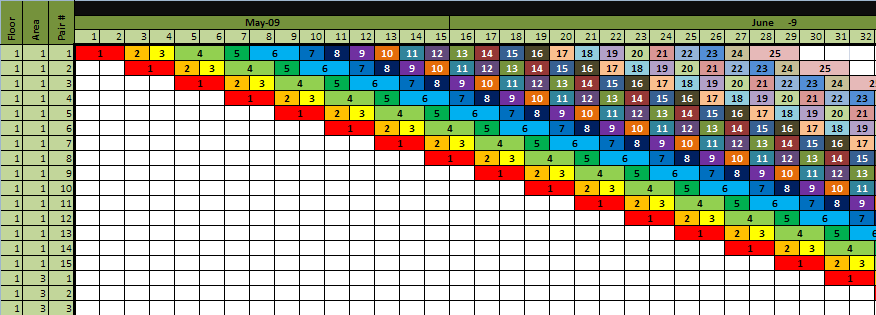 Floor Area Pair # May-09 June -9
1 2 3 4 5 6 7 8 9 10 11 12 13 14 15 16 17 18 19 20 21 22 23 24 25 26 27 28 29 30 31 32
1 1 1 1 2 3 4 5 6 7 8 9 10 11 12 13 14 15 16 17 18 19 20 21 22 23 24 25
1 1 2 1 2 3 4 5 6 7 8 9 10 11 12 13 14 15 16 17 18 19 20 21 22 23 24 25
1 1 3 1 2 3 4 5 6 7 8 9 10 11 12 13 14 15 16 17 18 19 20 21 22 23 24
1 1 4 1 2 3 4 5 6 7 8 9 10 11 12 13 14 15 16 17 18 19 20 21 22 23
1 1 5 1 2 3 4 5 6 7 8 9 10 11 12 13 14 15 16 17 18 19 20 21
1 1 6 1 2 3 4 5 6 7 8 9 10 11 12 13 14 15 16 17 18 19
1 1 7 1 2 3 4 5 6 7 8 9 10 11 12 13 14 15 16 17
1 1 8 1 2 3 4 5 6 7 8 9 10 11 12 13 14 15
1 1 9 1 2 3 4 5 6 7 8 9 10 11 12 13
1 1 10 1 2 3 4 5 6 7 8 9 10 11
1 1 11 1 2 3 4 5 6 7 8 9
1 1 12 1 2 3 4 5 6 7
1 1 13 1 2 3 4 5 6
1 1 14 1 2 3 4
1 1 15 1 2 3
1 3 1 1
1 3 2
1 3 3